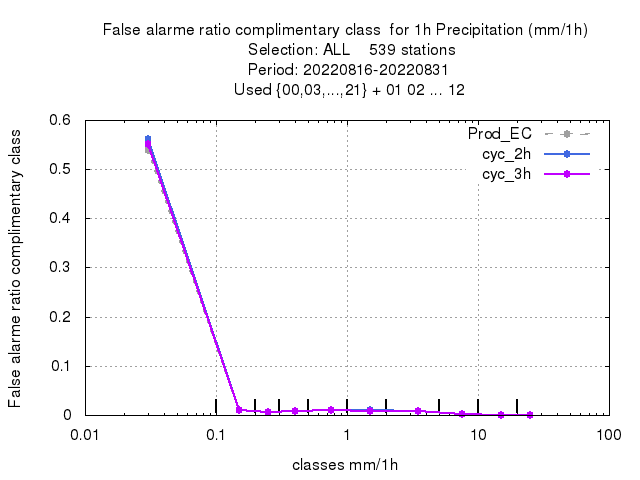 False alarme ratio complimentary class  for 1h Precipitation (mm/1h)
Selection: ALL    539 stations
Period: 20220816-20220831
Used {00,03,...,21} + 01 02 ... 12
False alarme ratio complimentary class
0.6
0.5
0.4
0.3
0.2
0.1
0
Prod_EC
cyc_2h
cyc_3h
0.01 0.1 1 10 100
classes mm/1h